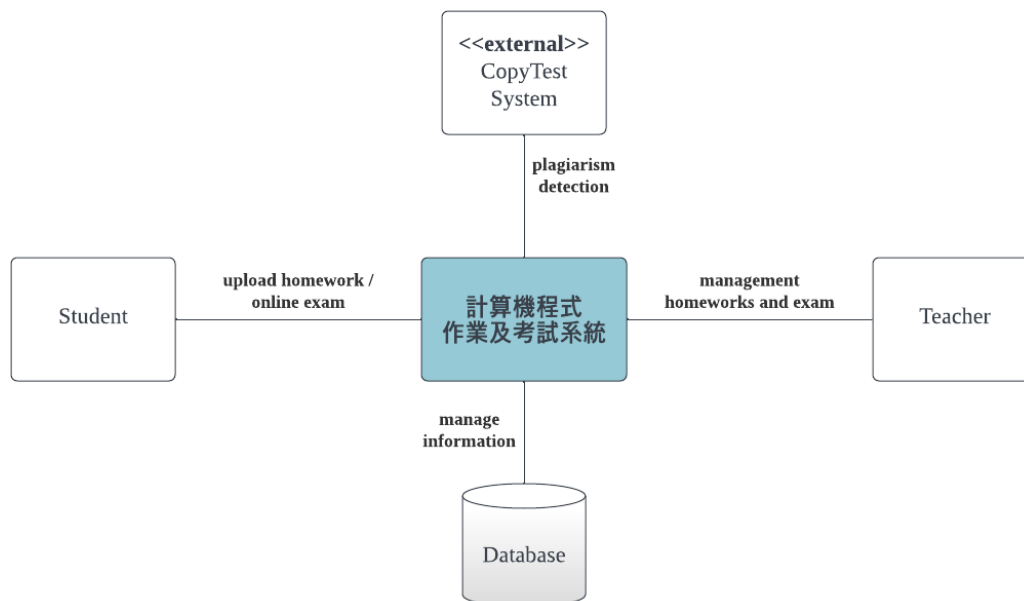 <<external>>
CopyTest
System
plagiarism
detection
Student
upload homework /
online exam
計算機程式
作業及考試系統
management
homeworks and exam
Teacher
manage
information
Database